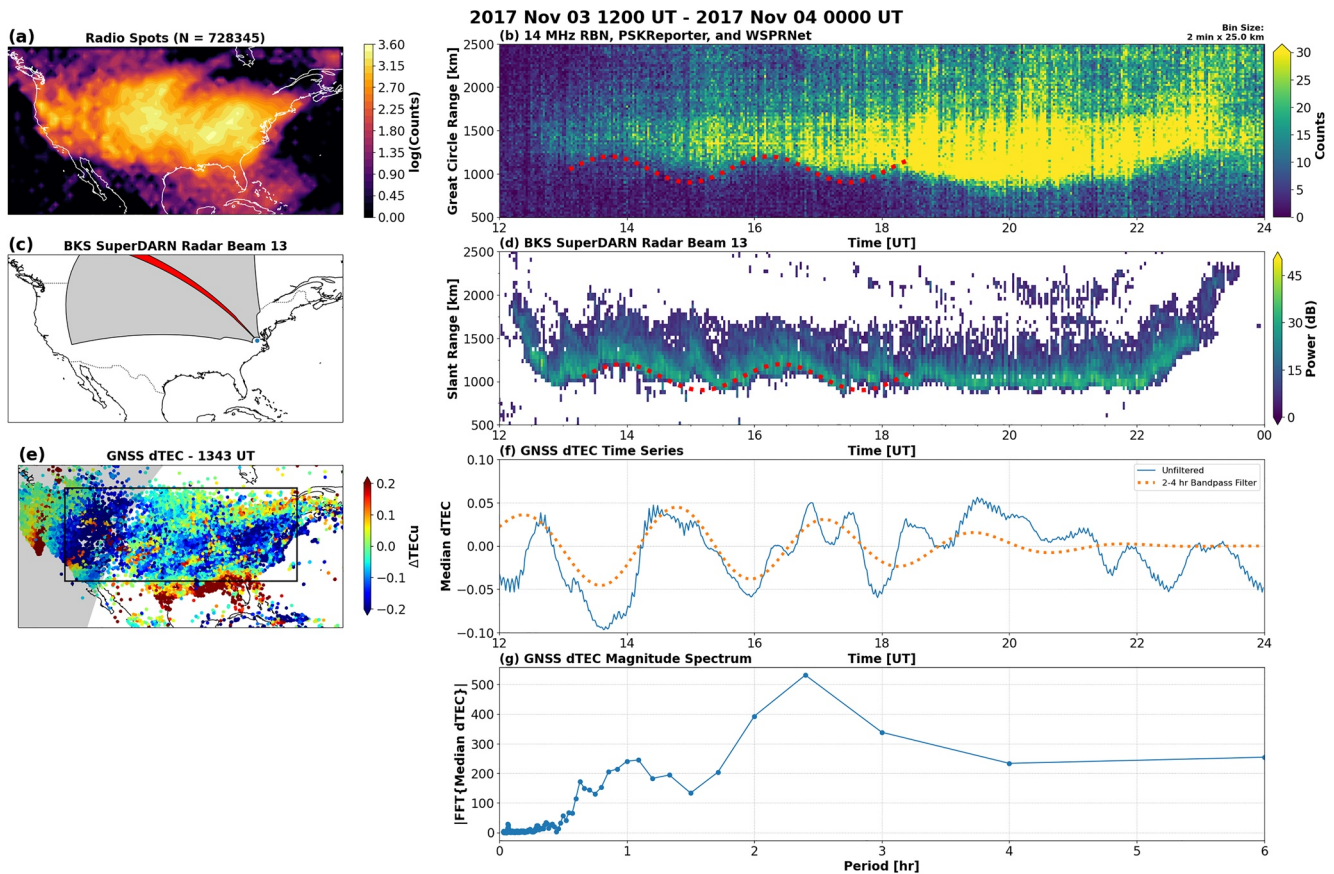 2017 Nov 03 1200 UT - 2017 Nov 04 0000 UT
(a)
Radio Spots (N = 728345)
3.60
3.15
2.70
2.25
1.80
1.35
0.90
0.45
0.00
log(Counts)
(b) 14 MHz RBN, PSKReporter, and WSPRNet
Bin Size:
2 min x 25.0 km
Great Circle Range [km]
2500
2000
1500
1000
500
12 14 16 18 20 22 24
Time [UT]
30
25
20
15
10
5
0
Counts
(c)
BKS SuperDARN Radar Beam 13
(d) BKS SuperDARN Radar Beam 13
Slant Range [km]
2500
2000
1500
1000
500
12 14 16 18 20 22 00
Time [UT]
45
30
15
0
Power (dB)
(e)
GNSS dTEC - 1343 UT
0.2
0.1
0.0
−0.1
−0.2
ΔTECu
(f) GNSS dTEC Time Series
Unfiltered
2-4 hr Bandpass Filter
Median dTEC
0.10
0.05
0.00
−0.05
−0.10
12 14 16 18 20 22 24
Time [UT]
(g) GNSS dTEC Magnitude Spectrum
|FFT{Median dTEC}|
500
400
300
200
100
0
0 1 2 3 4 5 6
Period [hr]